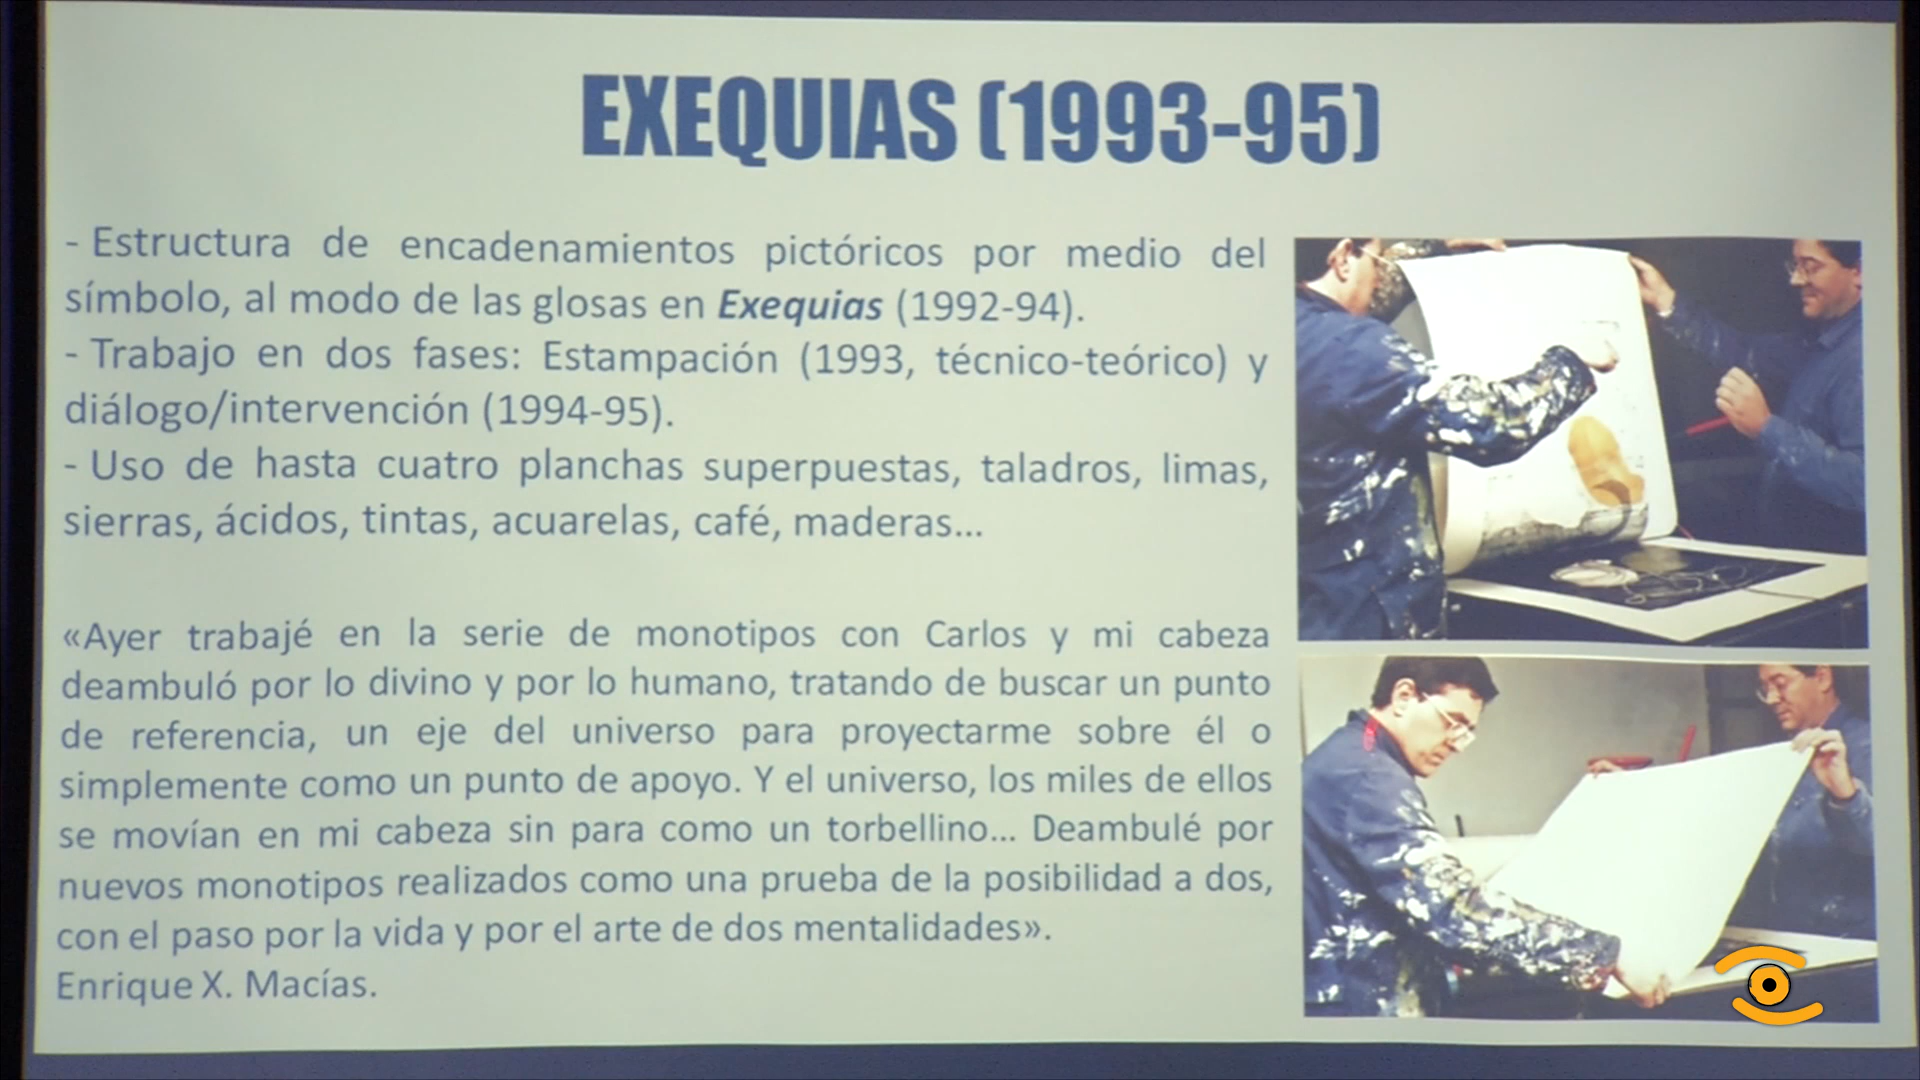 EXEQUIAS (1993-95)
- Estructura de encadenamientos pictóricos por medio del
símbolo, al modo de las glosas en Exequias (1992-94).
- Trabajo en dos fases: Estampación (1993, técnico-teórico) y
diálogo/intervención (1994-95).
- Uso de hasta cuatro planchas superpuestas, taladros, limas,
sierras, ácidos, tintas, acuarelas, café, maderas...
«Ayer trabajé en la serie de monotipos con Carlos y mi cabeza
deambuló por lo divino y por lo humano, tratando de buscar un punto
de referencia, un eje del universo para proyectarme sobre él o
simplemente como un punto de apoyo. Y el universo, los miles de ellos
se movían en mi cabeza sin para como un torbellino... Deambulé por
nuevos monotipos realizados como una prueba de la posibilidad a dos,
con el paso por la vida y por el arte de dos mentalidades».
Enrique X. Macías.